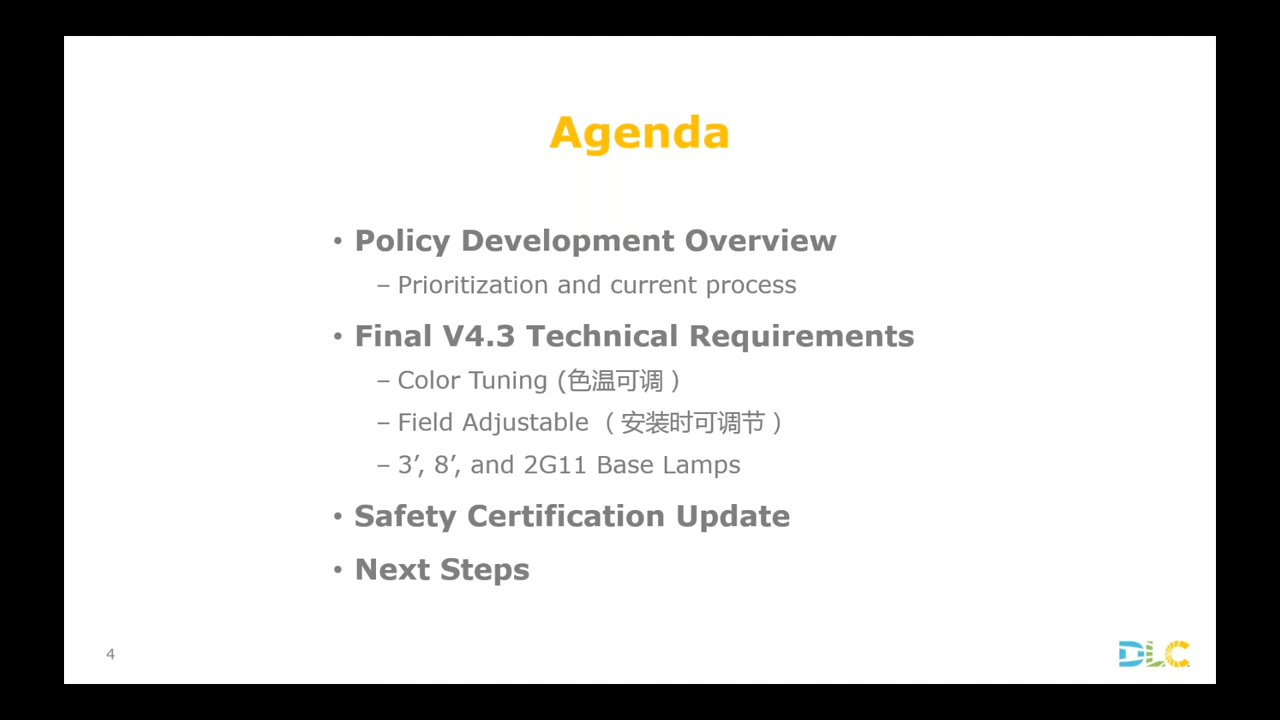 Agenda
• Policy Development Overview
– Prioritization and current process
• Final V4.3 Technical Requirements
– Color Tuning (色温可调）
– Field Adjustable （安装时可调节）
– 3’, 8’, and 2G11 Base Lamps
• Safety Certification Update
• Next Steps
4
DLC